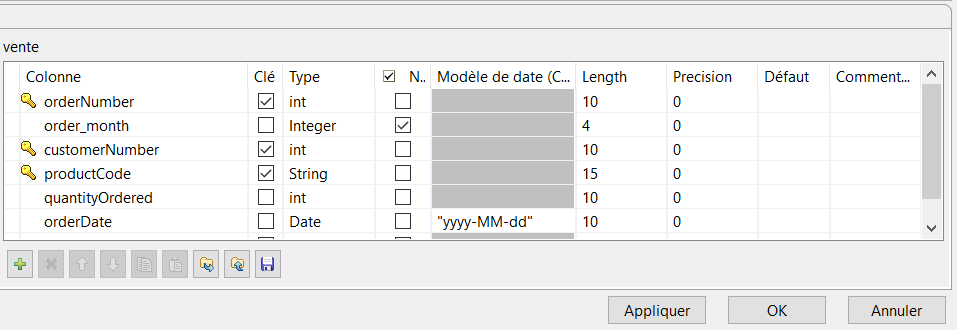 vente
Colonne Clé Type N.. Modèle de date (C... Length Precision Défaut Comment...
orderNumber int 10 0
order_month Integer 4 0
customerNumber int 10 0
productCode String 15 0
quantityOrdered int 10 0
orderDate Date "yyyy-MM-dd" 10 0
Appliquer OK Annuler